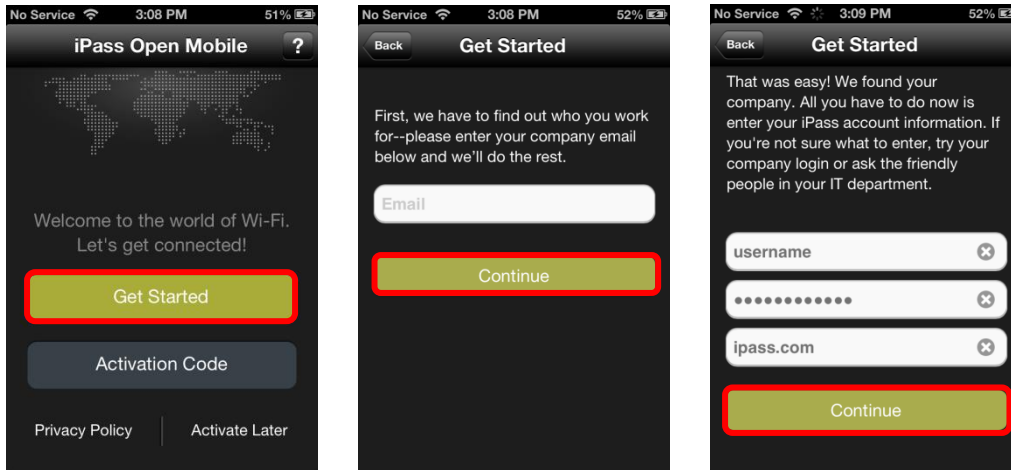 No Service 3:08 PM 51%
iPass Open Mobile ?
Welcome to the world of Wi-Fi.
Let's get connected!
Get Started
Activation Code
Privacy Policy Activate Later
No Service 3:08 PM 52%
Back Get Started
First, we have to find out who you work
for--please enter your company email
below and we'll do the rest.
Email
Continue
No Service 3:09 PM 52%
Back Get Started
That was easy! We found your
company. All you have to do now is
enter your iPass account information. If
you're not sure what to enter, try your
company login or ask the friendly
people in your IT department.
username
••••••••••••
ipass.com
Continue